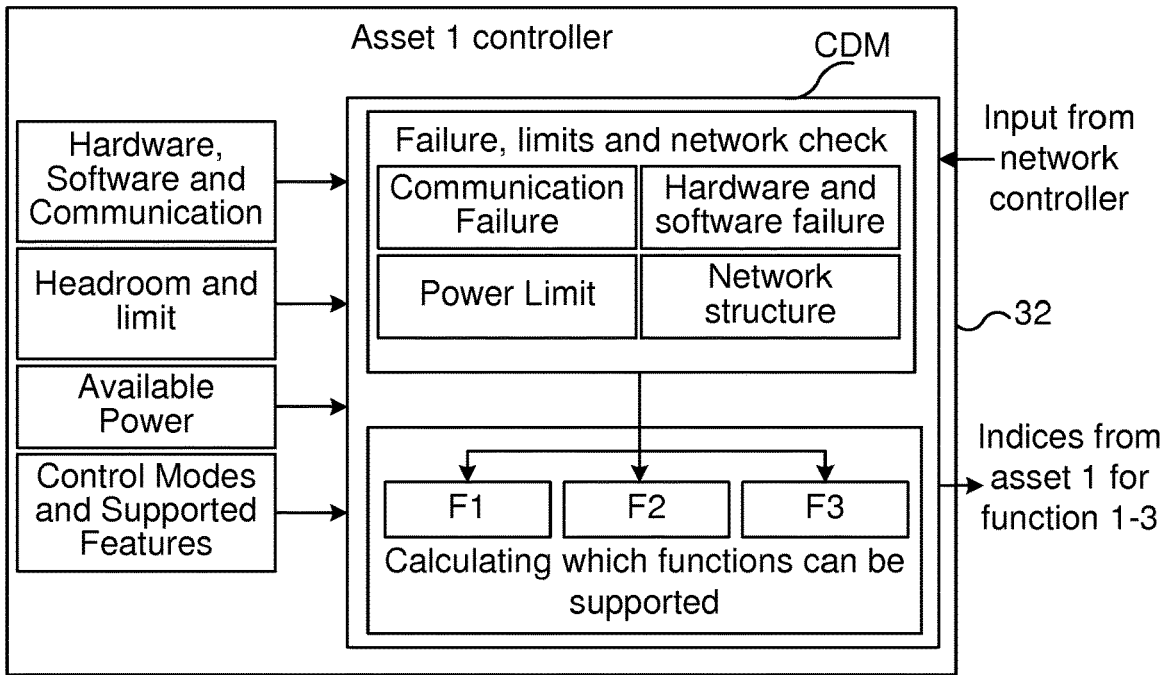 Asset 1 controller
CDM
Hardware,
Software and
Communication
Headroom and
limit
Available
Power
Control Modes
and Supported
Features
Failure, limits and network check
Communication
Failure
Hardware and
software failure
Power Limit
Network
structure
F1
F2
F3
Calculating which functions can be
supported
Input from
network
controller
32
Indices from
asset 1 for
function 1-3